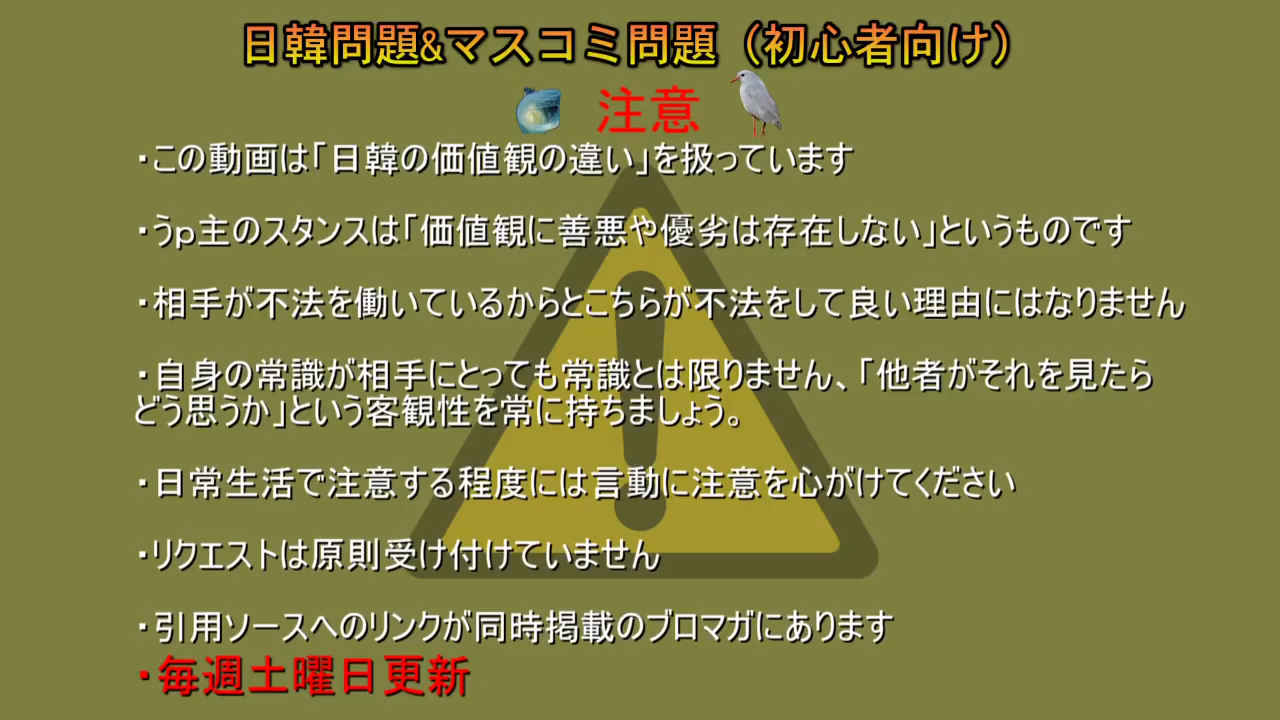 日韓問題&マスコミ問題（初心者向け）
注意
・この動画は「日韓の価値観の違い」を扱っています
・うp主のスタンスは「価値観に善悪や優劣は存在しない」というものです
・相手が不法を働いているからとこちらが不法をして良い理由にはなりません
・自身の常識が相手にとっても常識とは限りません、「他者がそれを見たら
どう思うか」という客観性を常に持ちましょう。
・日常生活で注意する程度には言動に注意を心がけてください
・リクエストは原則受け付けていません
・引用ソースへのリンクが同時掲載のブロマガにあります
・毎週土曜日更新